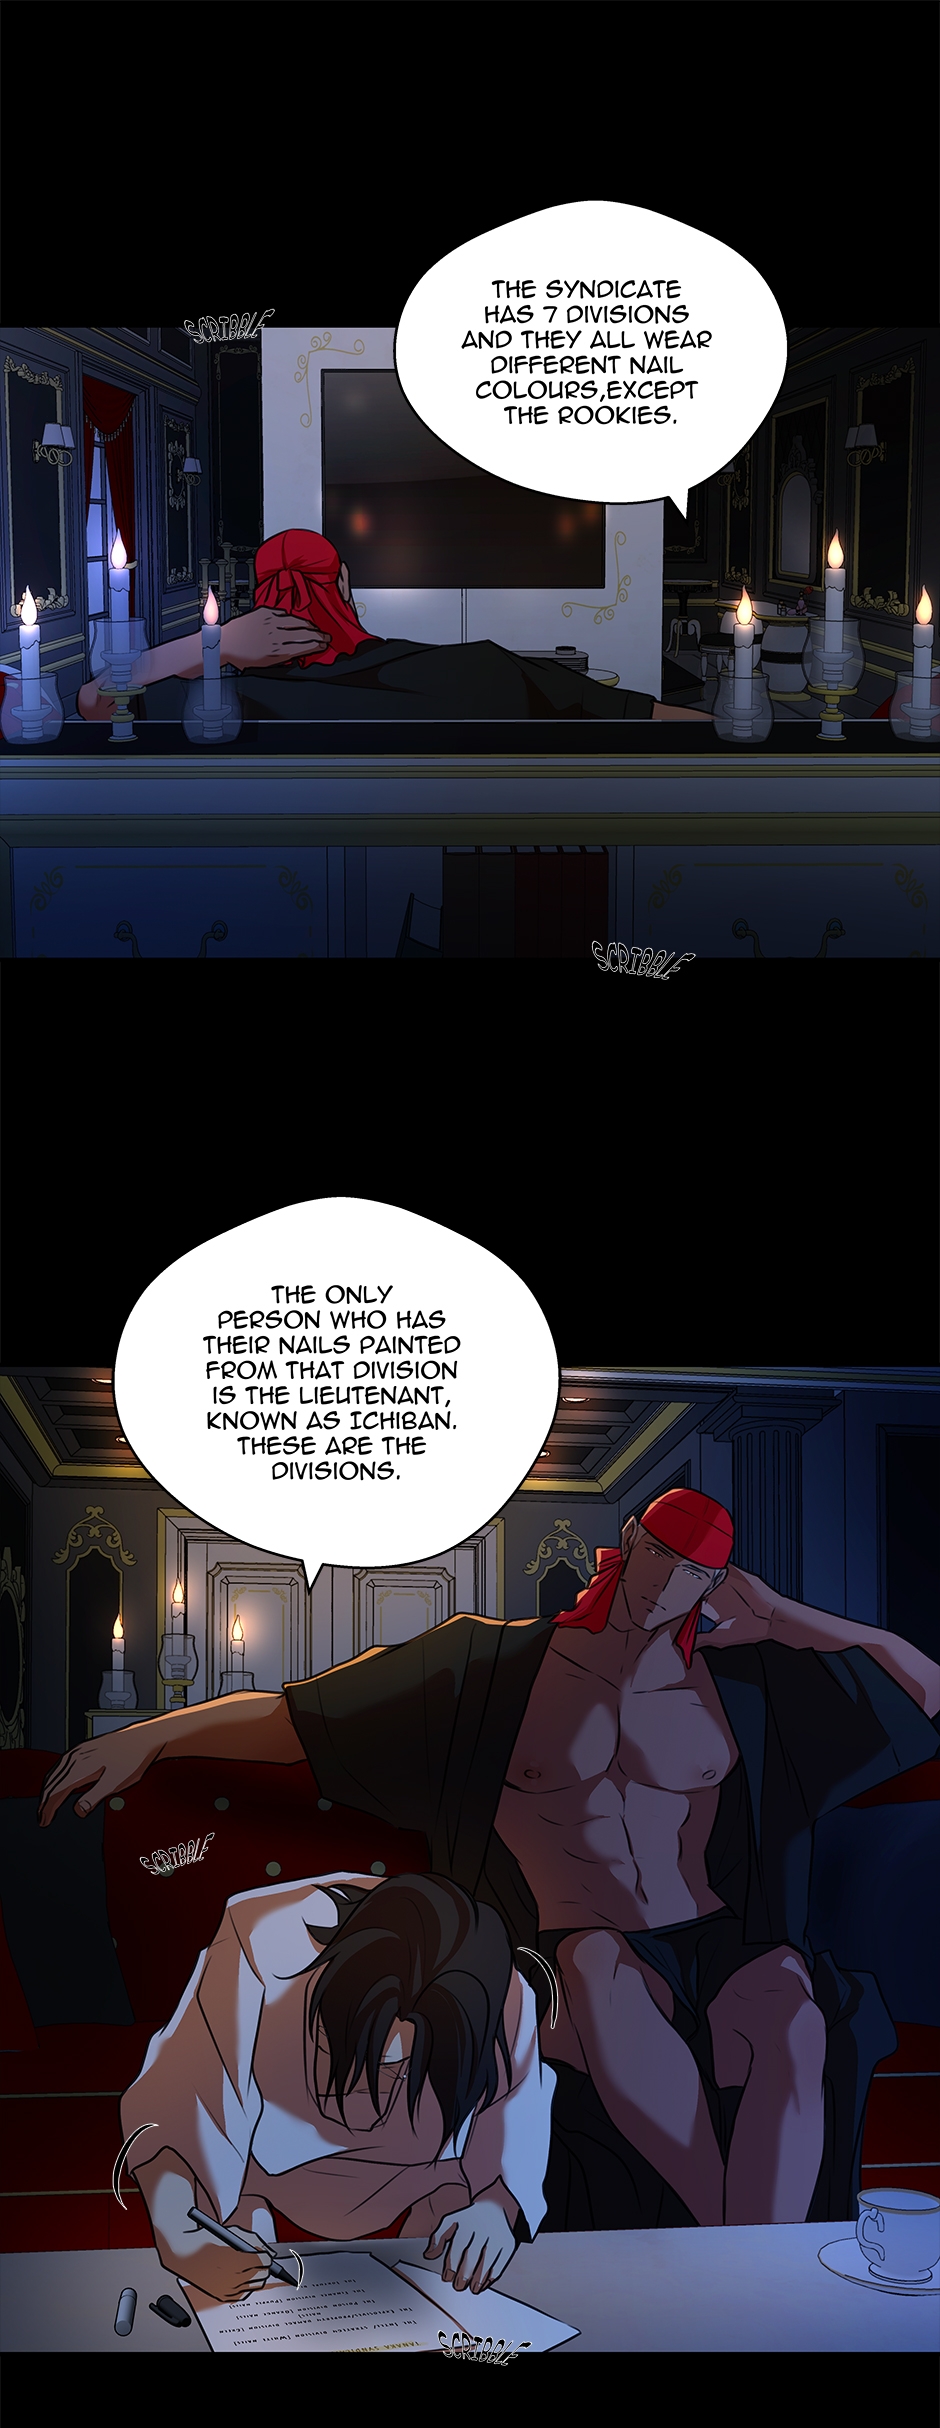 SCRIBBLE
THE SYNDICATE
HAS 7 DIVISIONS
AND THEY ALL WEAR
DIFFERENT NAIL
COLOURS,EXCEPT
THE ROOKIES.
SCRIBBLE
THE ONLY
PERSON WHO HAS
THEIR NAILS PAINTED
FROM THAT DIVISION
IS THE LIEUTENANT,
KNOWN AS ICHIBAN.
THESE ARE THE
DIVISIONS.
SCRIBBLE
SCRIBBLE